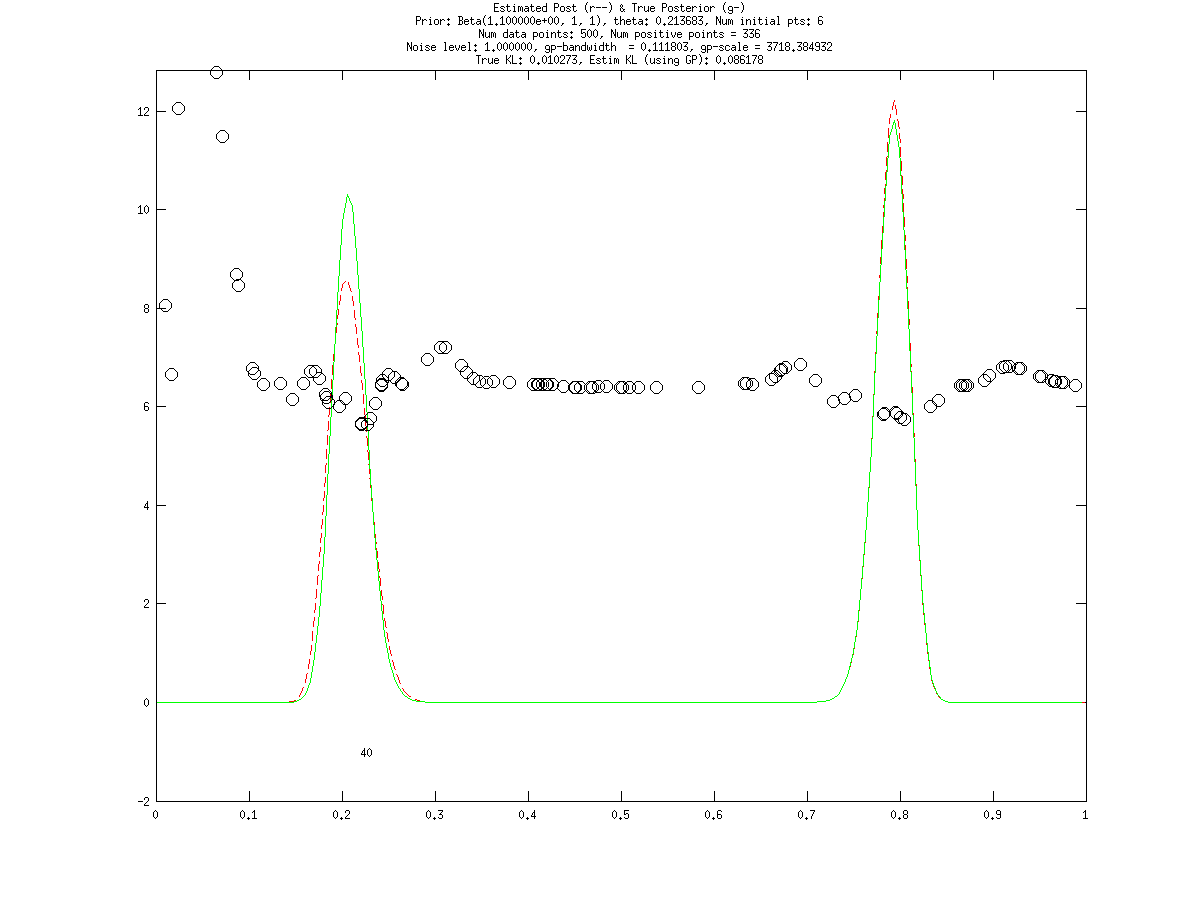 Estimated Post (r--) & True Posterior (g-)
Prior: Beta(1.100000e+00, 1, 1), theta: 0.213683, Num initial pts: 6
Num data points: 500, Num positive points = 336
Noise level: 1.000000, gp-bandwidth  = 0.111803, gp-scale = 3718.384932
True KL: 0.010273, Estim KL (using GP): 0.086178
12
10
8
6
4
2
0
40
-2
0 0.1 0.2 0.3 0.4 0.5 0.6 0.7 0.8 0.9 1